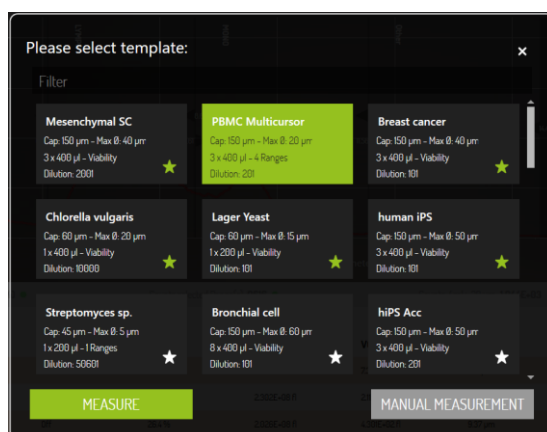 Please select template:
×
Filter
Mesenchymal SC
Cap: 150 µm - Max Ø: 40 µm
3 x 400 µl - Viability
Dilution: 2001
PBMC Multicursor
Cap: 150 µm - Max Ø: 20 µm
3 x 400 µl - 4 Ranges
Dilution: 201
Breast cancer
Cap: 150 µm - Max Ø: 40 µm
3 x 400 µl - Viability
Dilution: 101
Chlorella vulgaris
Cap: 60 µm - Max Ø: 20 µm
1 x 400 µl - Viability
Dilution: 10000
Lager Yeast
Cap: 60 µm - Max Ø: 15 µm
1 x 200 µl - Viability
Dilution: 101
human iPS
Cap: 150 µm - Max Ø: 50 µm
3 x 400 µl - Viability
Dilution: 101
Streptomyces sp.
Cap: 45 µm - Max Ø: 5 µm
1 x 200 µl - 1 Ranges
Dilution: 50601
Bronchial cell
Cap: 150 µm - Max Ø: 60 µm
8 x 400 µl - Viability
Dilution: 101
hiPS Acc
Cap: 150 µm - Max Ø: 50 µm
3 x 400 µl - Viability
Dilution: 201
MEASURE
MANUAL MEASUREMENT